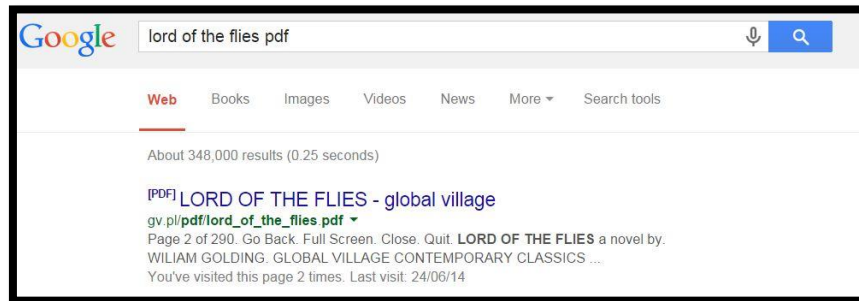 Google lord of the flies pdf
Web Books Images Videos News More Search tools
About 348,000 results (0.25 seconds)
[PDF] LORD OF THE FLIES - global village
gv.pl/pdf/lord_of_the_flies.pdf
Page 2 of 290. Go Back. Full Screen. Close. Quit. LORD OF THE FLIES a novel by.
WILIAM GOLDING. GLOBAL VILLAGE CONTEMPORARY CLASSICS ...
You've visited this page 2 times. Last visit: 24/06/14